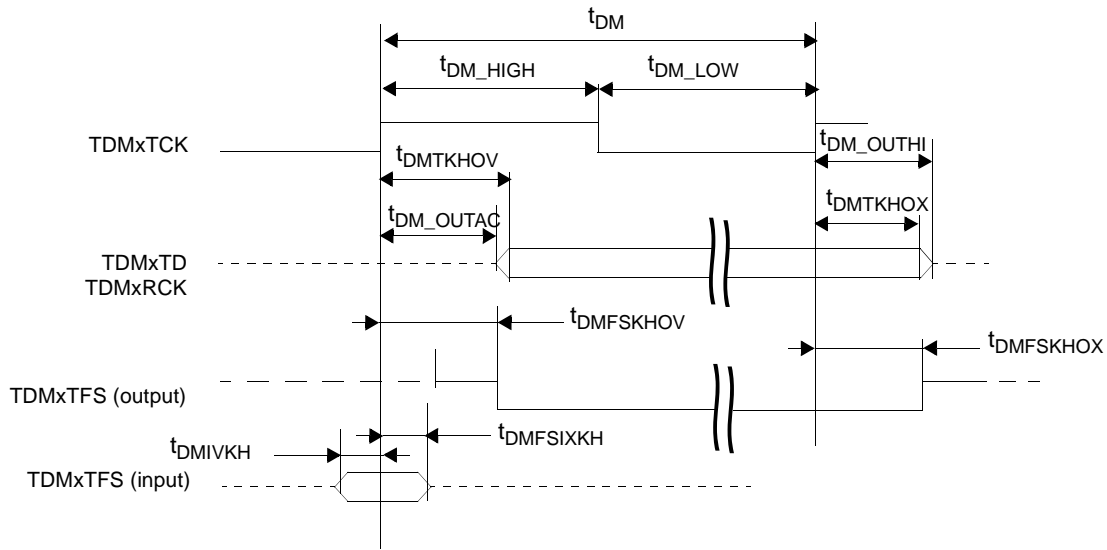 tDM
tDM_HIGH
tDM_LOW
TDMxTCK
tDM_OUTHI
tDMTKHOV
tDMTKHOX
tDM_OUTAC
TDMxTD
TDMxRCK
tDMFSKHOV
tDMFSKHOX
TDMxTFS (output)
tDMIVKH
tDMFSIXKH
TDMxTFS (input)